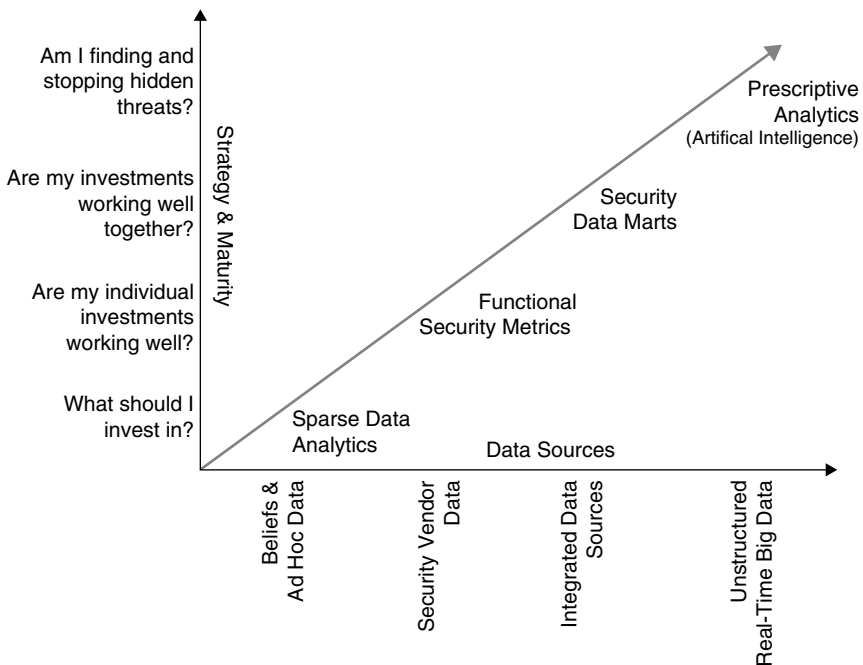 Am I finding and
stopping hidden
threats?
Are my investments
working well
together?
Are my individual
investments
working well?
What should I
invest in?
Strategy & Maturity
Prescriptive
Analytics
(Artifical Intelligence)
Security
Data Marts
Functional
Security Metrics
Sparse Data
Analytics
Data Sources
Beliefs &
Ad Hoc Data
Security Vendor
Data
Integrated Data
Sources
Unstructured
Real-Time Big Data